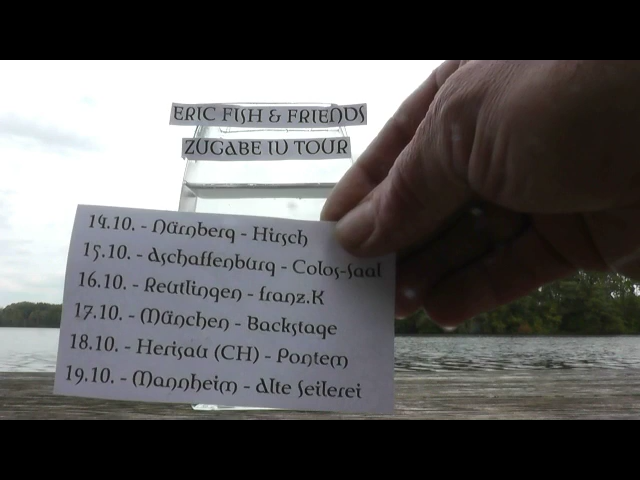 ERIC FISH & FRIENDS
ZUGABE IV TOUR
14.10. - Nürnberg - Hirsch
15.10. - Aschaffenburg - Colos-Saal
16.10. - Reutlingen - franz.K
17.10. - München - Backstage
18.10. - Herisau (CH) - Pontem
19.10. - Mannheim - Alte Seilerei